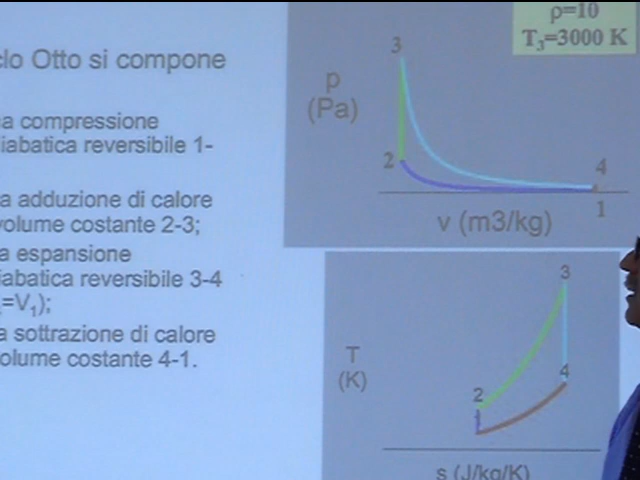 clo Otto si compone
a compressione
iabatica reversibile 1-
a adduzione di calore
volume costante 2-3;
a espansione
iabatica reversibile 3-4
=V₁);
a sottrazione di calore
olume costante 4-1.
ρ=10
T₃=3000 K
3
p
(Pa)
2
4
1
v (m3/kg)
3
T
(K)
4
2
1
s (J/kg/K)